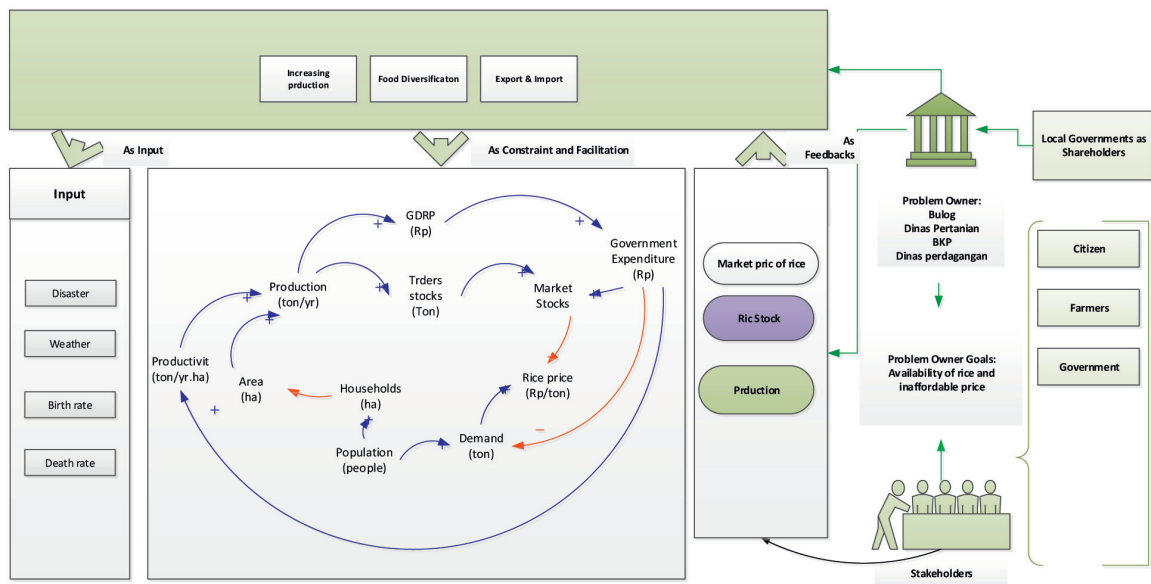 Increasing
prduction
Food Diversificaton
Export & Import
As Input
As Constraint and Facilitation
As
Feedbacks
Local Governments as
Shareholders
Input
Disaster
Weather
Birth rate
Death rate
GDRP
(Rp)
Government
Expenditure
(Rp)
Production
(ton/yr)
Trders
stocks
(Ton)
Market
Stocks
Productivit
(ton/yr.ha)
Area
(ha)
Households
(ha)
Rice price
(Rp/ton)
Population
(people)
Demand
(ton)
+
+
+
+
+
+
+
+
+
+
+
−
−
−
Market pric of rice
Ric Stock
Prduction
Problem Owner:
Bulog
Dinas Pertanian
BKP
Dinas perdagangan
Problem Owner Goals:
Availability of rice and
inaffordable price
Citizen
Farmers
Government
Stakeholders